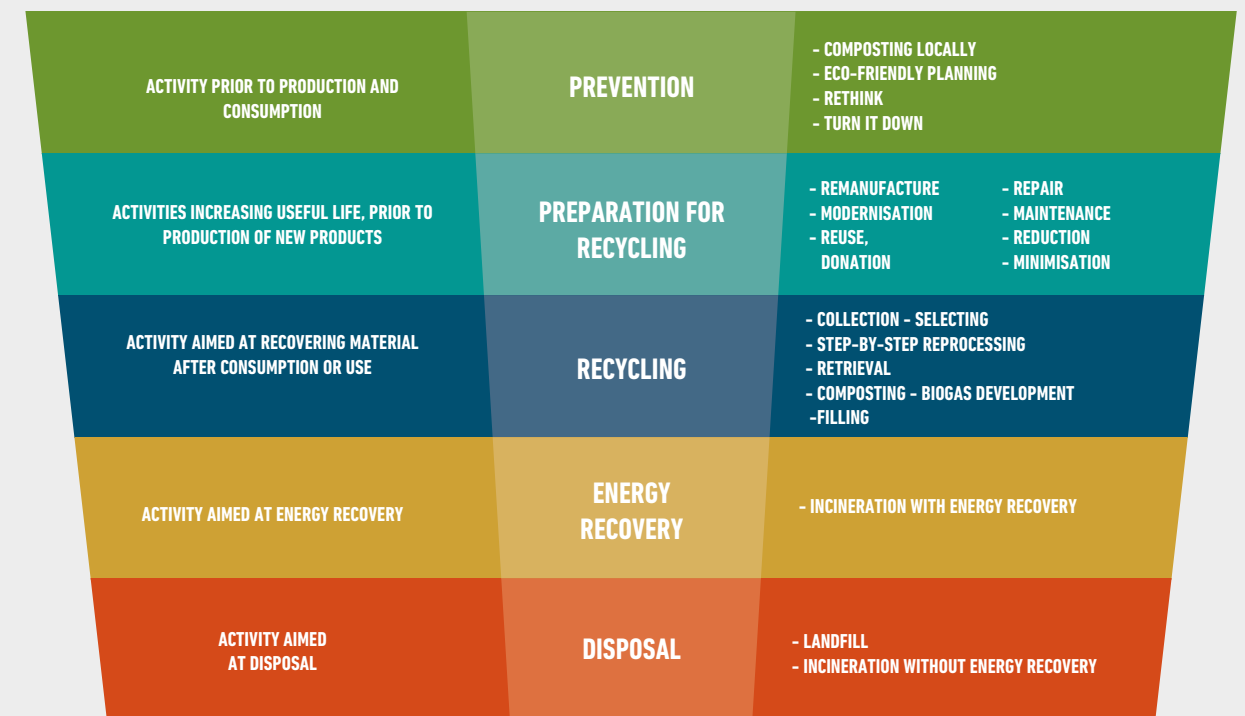 ACTIVITY PRIOR TO PRODUCTION AND
CONSUMPTION
PREVENTION
- COMPOSTING LOCALLY
- ECO-FRIENDLY PLANNING
- RETHINK
- TURN IT DOWN
ACTIVITIES INCREASING USEFUL LIFE, PRIOR TO
PRODUCTION OF NEW PRODUCTS
PREPARATION FOR
RECYCLING
- REMANUFACTURE
- MODERNISATION
- REUSE,
DONATION
- REPAIR
- MAINTENANCE
- REDUCTION
- MINIMISATION
ACTIVITY AIMED AT RECOVERING MATERIAL
AFTER CONSUMPTION OR USE
RECYCLING
- COLLECTION - SELECTING
- STEP-BY-STEP REPROCESSING
- RETRIEVAL
- COMPOSTING - BIOGAS DEVELOPMENT
-FILLING
ACTIVITY AIMED AT ENERGY RECOVERY
ENERGY
RECOVERY
- INCINERATION WITH ENERGY RECOVERY
ACTIVITY AIMED
AT DISPOSAL
DISPOSAL
- LANDFILL
- INCINERATION WITHOUT ENERGY RECOVERY